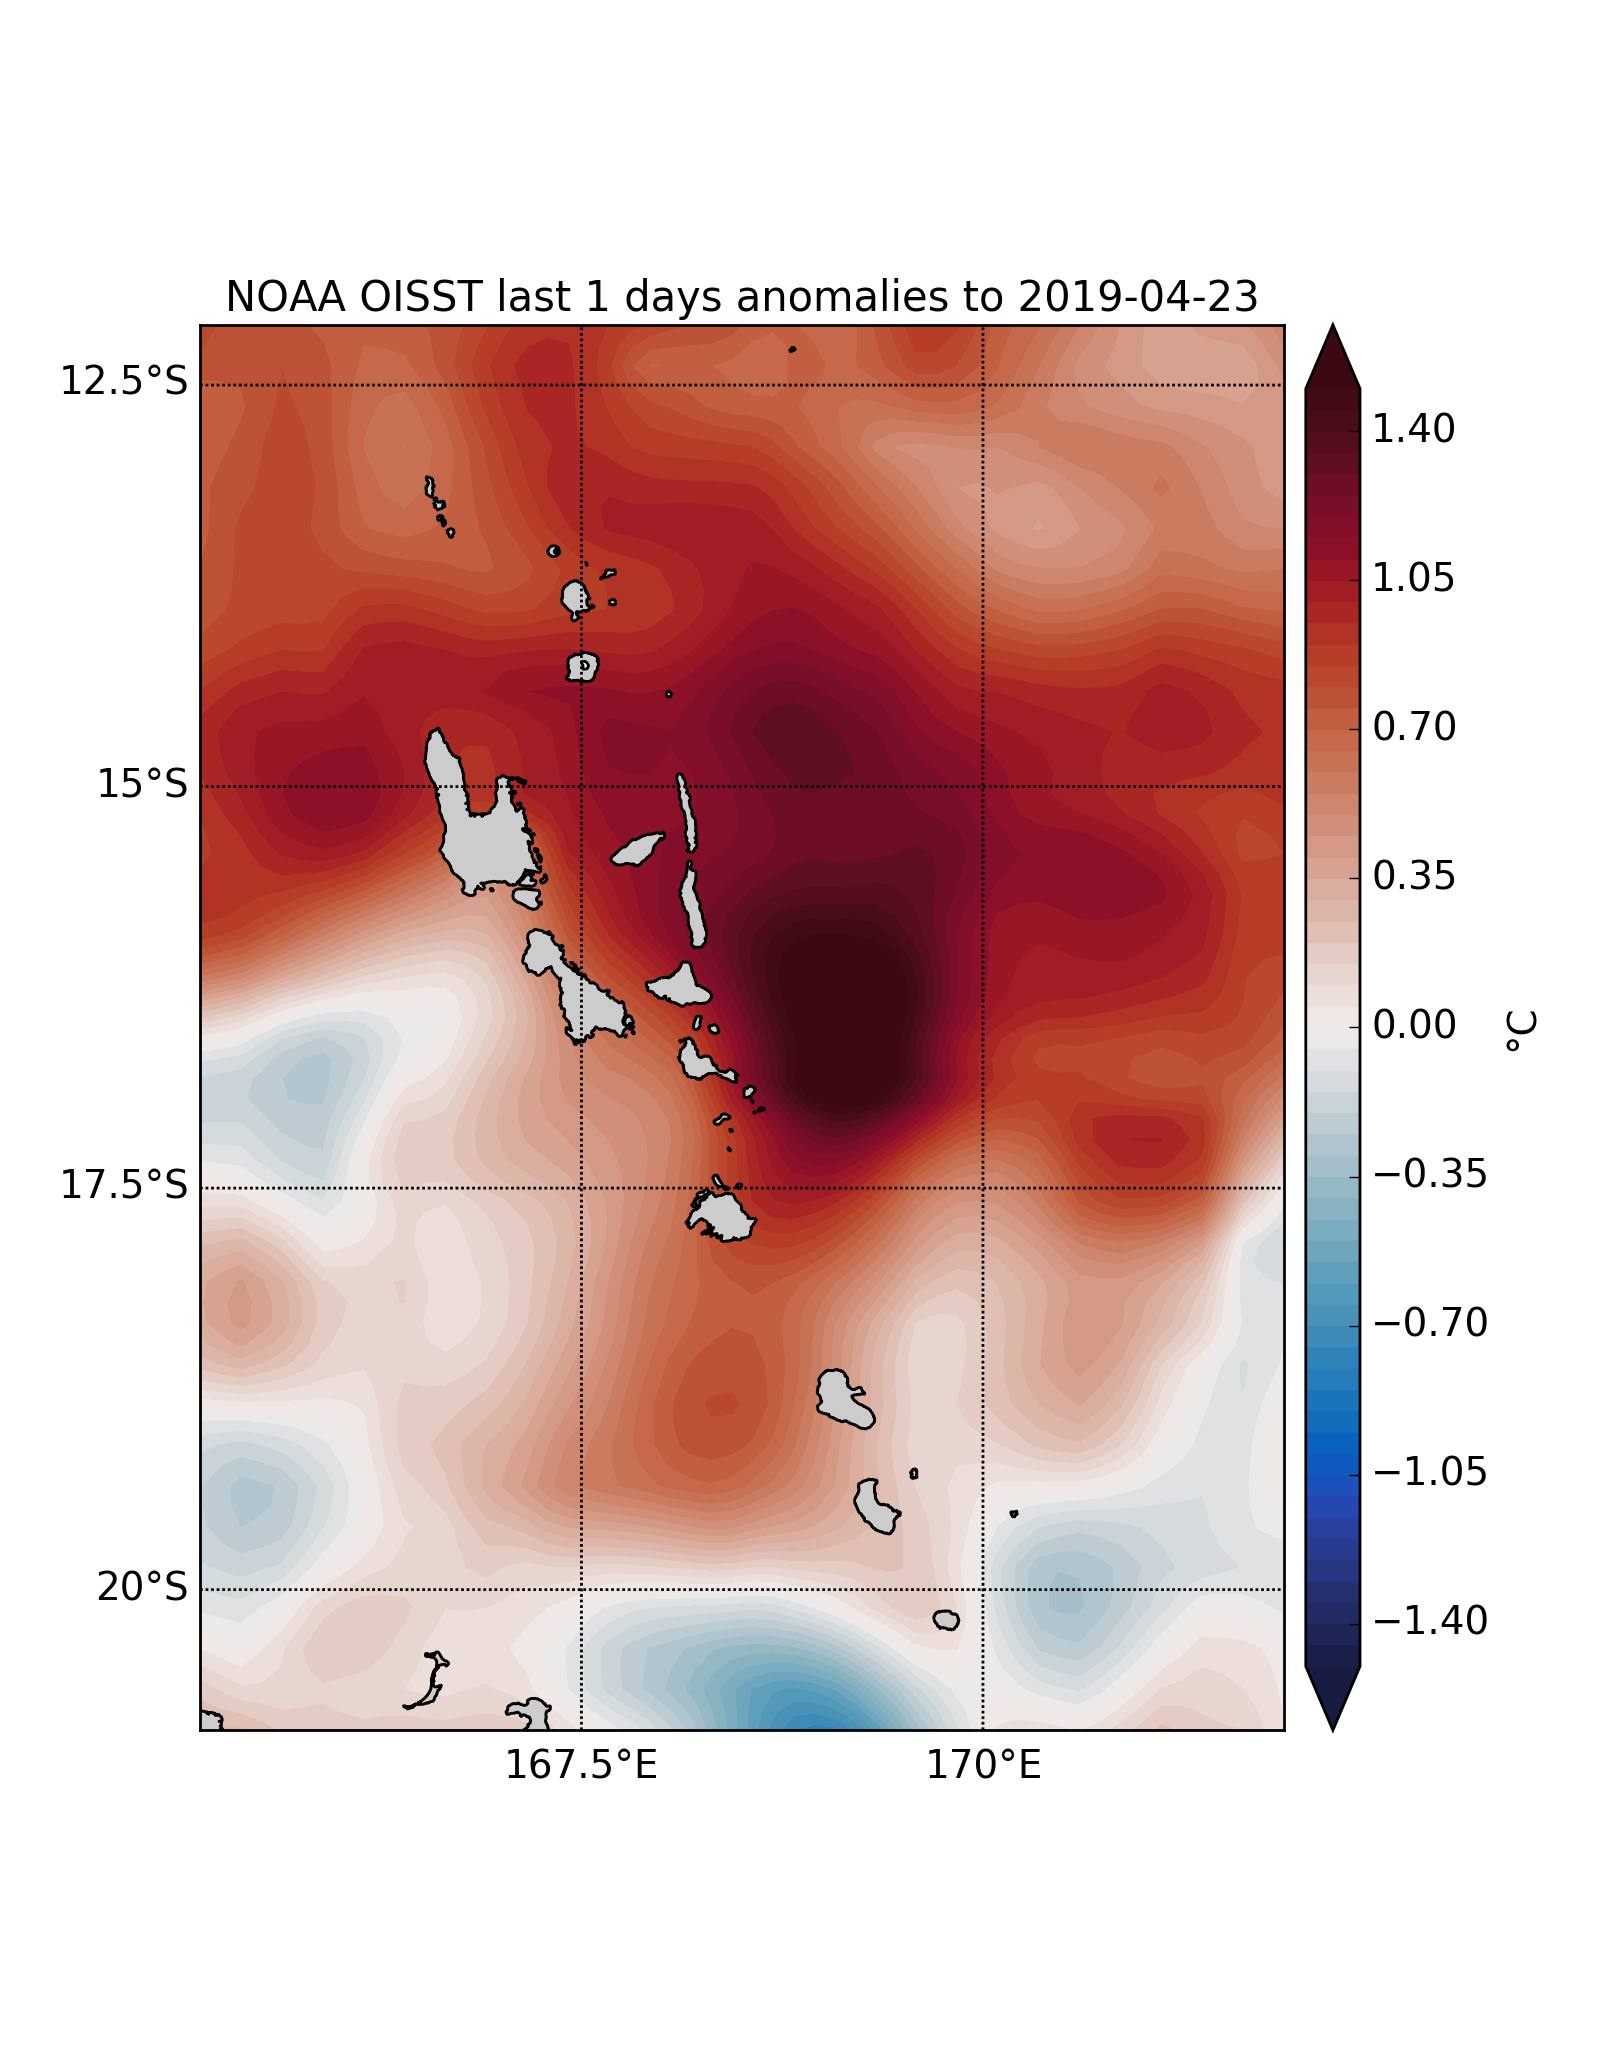 NOAA OISST last 1 days anomalies to 2019-04-23
12.5°S
15°S
17.5°S
20°S
167.5°E
170°E
1.40
1.05
0.70
0.35
0.00
−0.35
−0.70
−1.05
−1.40
°C